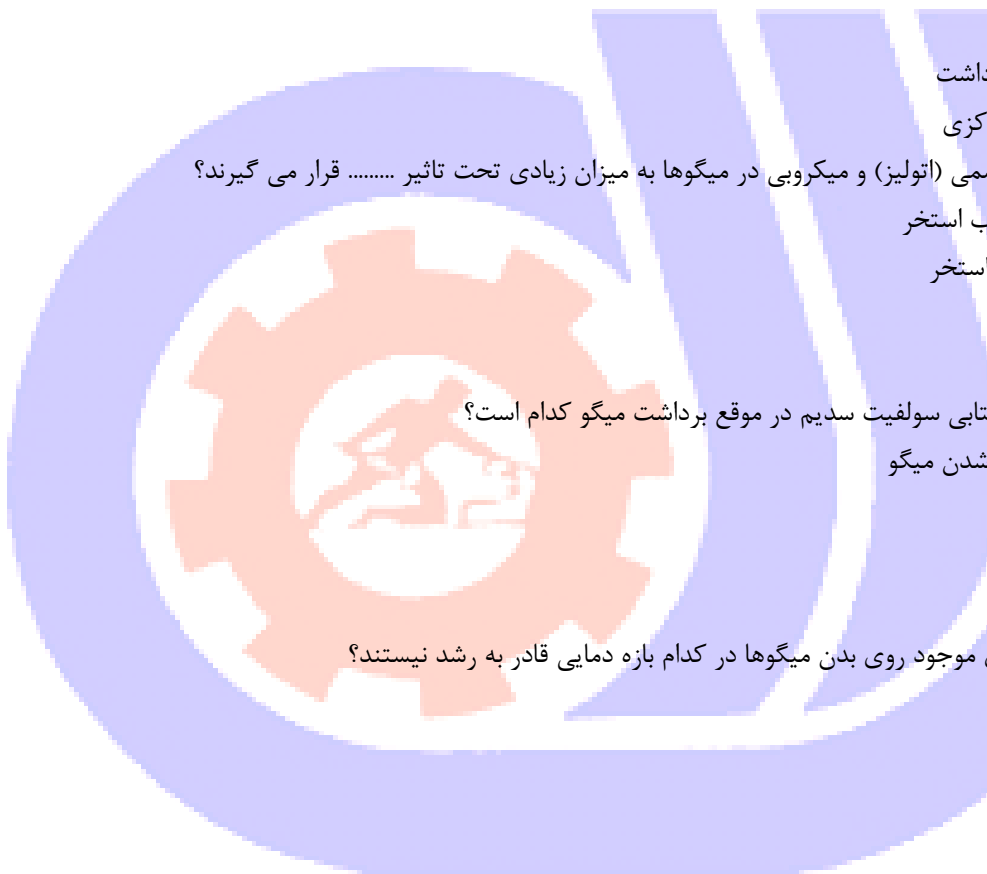 داشت
کزی
می (اتولیز) و میکروبی در میگوها به میزان زیادی تحت تاثیر ......... قرار می گیرند؟
ب استخر
استخر
تابی سولفیت سدیم در موقع برداشت میگو کدام است؟
شدن میگو
موجود روی بدن میگوها در کدام بازه دمایی قادر به رشد نیستند؟